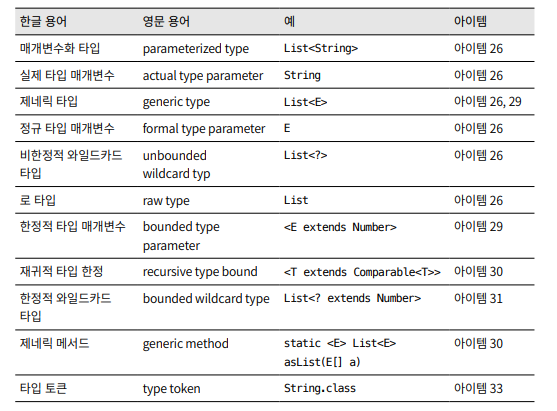 한글 용어 영문 용어 예 아이템
매개변수화 타입 parameterized type List<String> 아이템 26
실제 타입 매개변수 actual type parameter String 아이템 26
제네릭 타입 generic type List<E> 아이템 26, 29
정규 타입 매개변수 formal type parameter E 아이템 26
비한정적 와일드카드 unbounded List<?> 아이템 26
타입 wildcard typ
로 타입 raw type List 아이템 26
한정적 타입 매개변수 bounded type <E extends Number> 아이템 29
parameter
재귀적 타입 한정 recursive type bound <T extends Comparable<T>> 아이템 30
한정적 와일드카드 bounded wildcard type List<? extends Number> 아이템 31
타입
제네릭 메서드 generic method static <E> List<E> 아이템 30
asList(E[] a)
타입 토큰 type token String.class 아이템 33